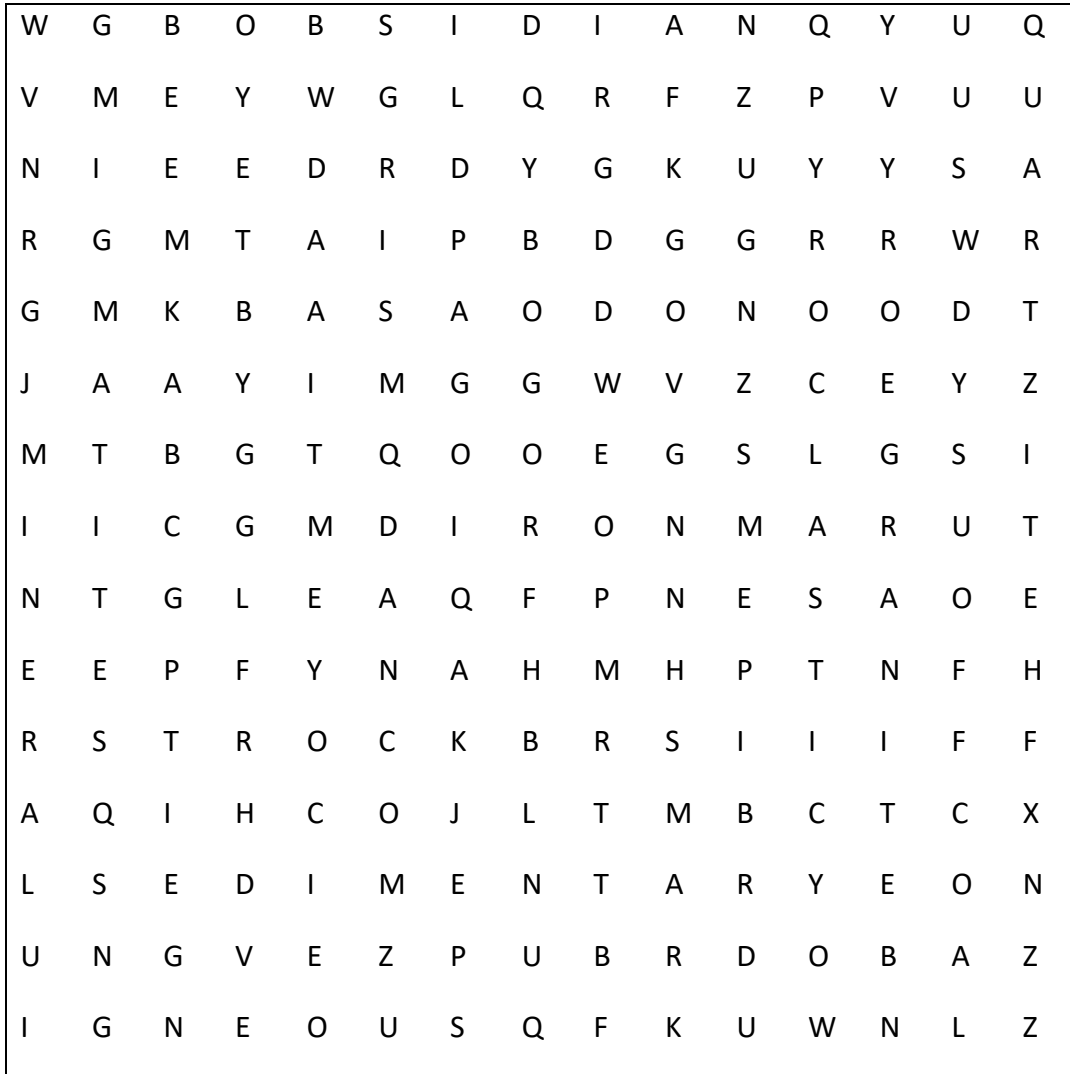 W G B O B S I D I A N Q Y U Q
V M E Y W G L Q R F Z P V U U
N I E E D R D Y G K U Y Y S A
R G M T A I P B D G G R R W R
G M K B A S A O D O N O O D T
J A A Y I M G G W V Z C E Y Z
M T B G T Q O O E G S L G S I
I I C G M D I R O N M A R U T
N T G L E A Q F P N E S A O E
E E P F Y N A H M H P T N F H
R S T R O C K B R S I I I F F
A Q I H C O J L T M B C T C X
L S E D I M E N T A R Y E O N
U N G V E Z P U B R D O B A Z
I G N E O U S Q F K U W N L Z